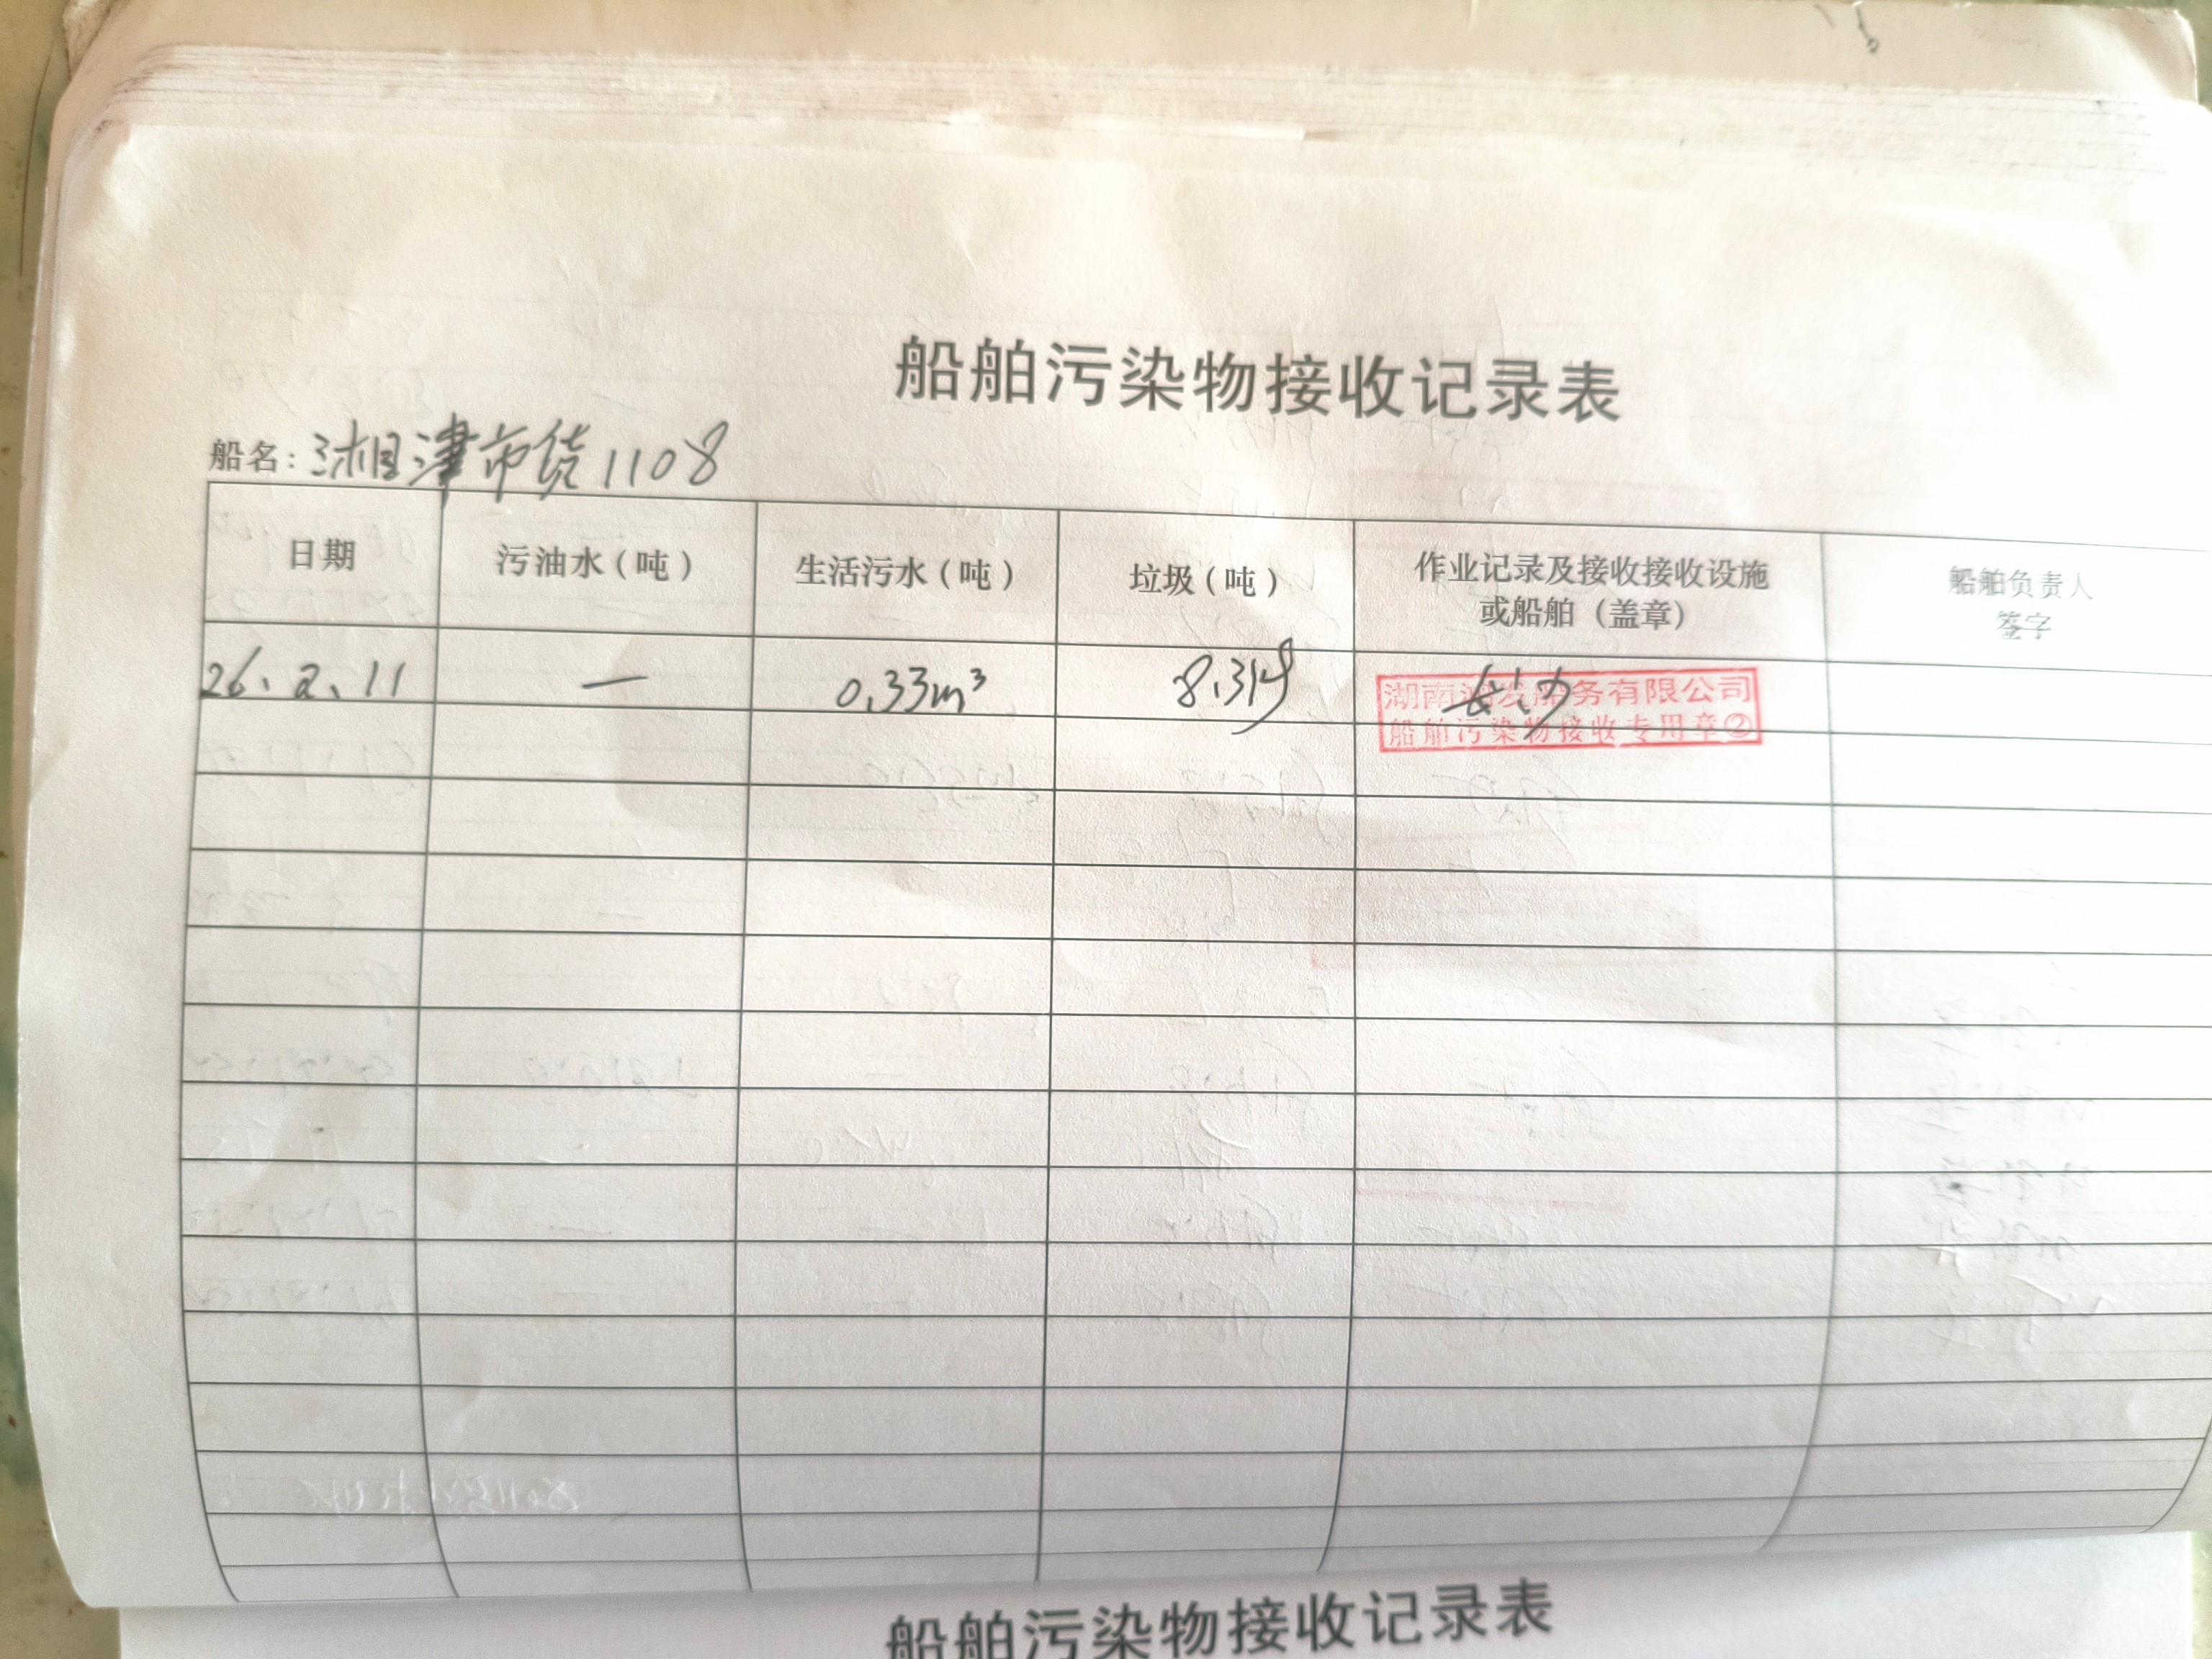 船舶污染物接收记录表
船名：湘津市货1108
日期 污油水（吨） 生活污水（吨） 垃圾（吨） 作业记录及接收接收设施或船舶（盖章） 船舶负责人签字
26、2、11 — 0.33m³ 8.3kg 长沙
湖南 务有限公司
船舶污染物接收专用章②
船舶污染物接收记录表